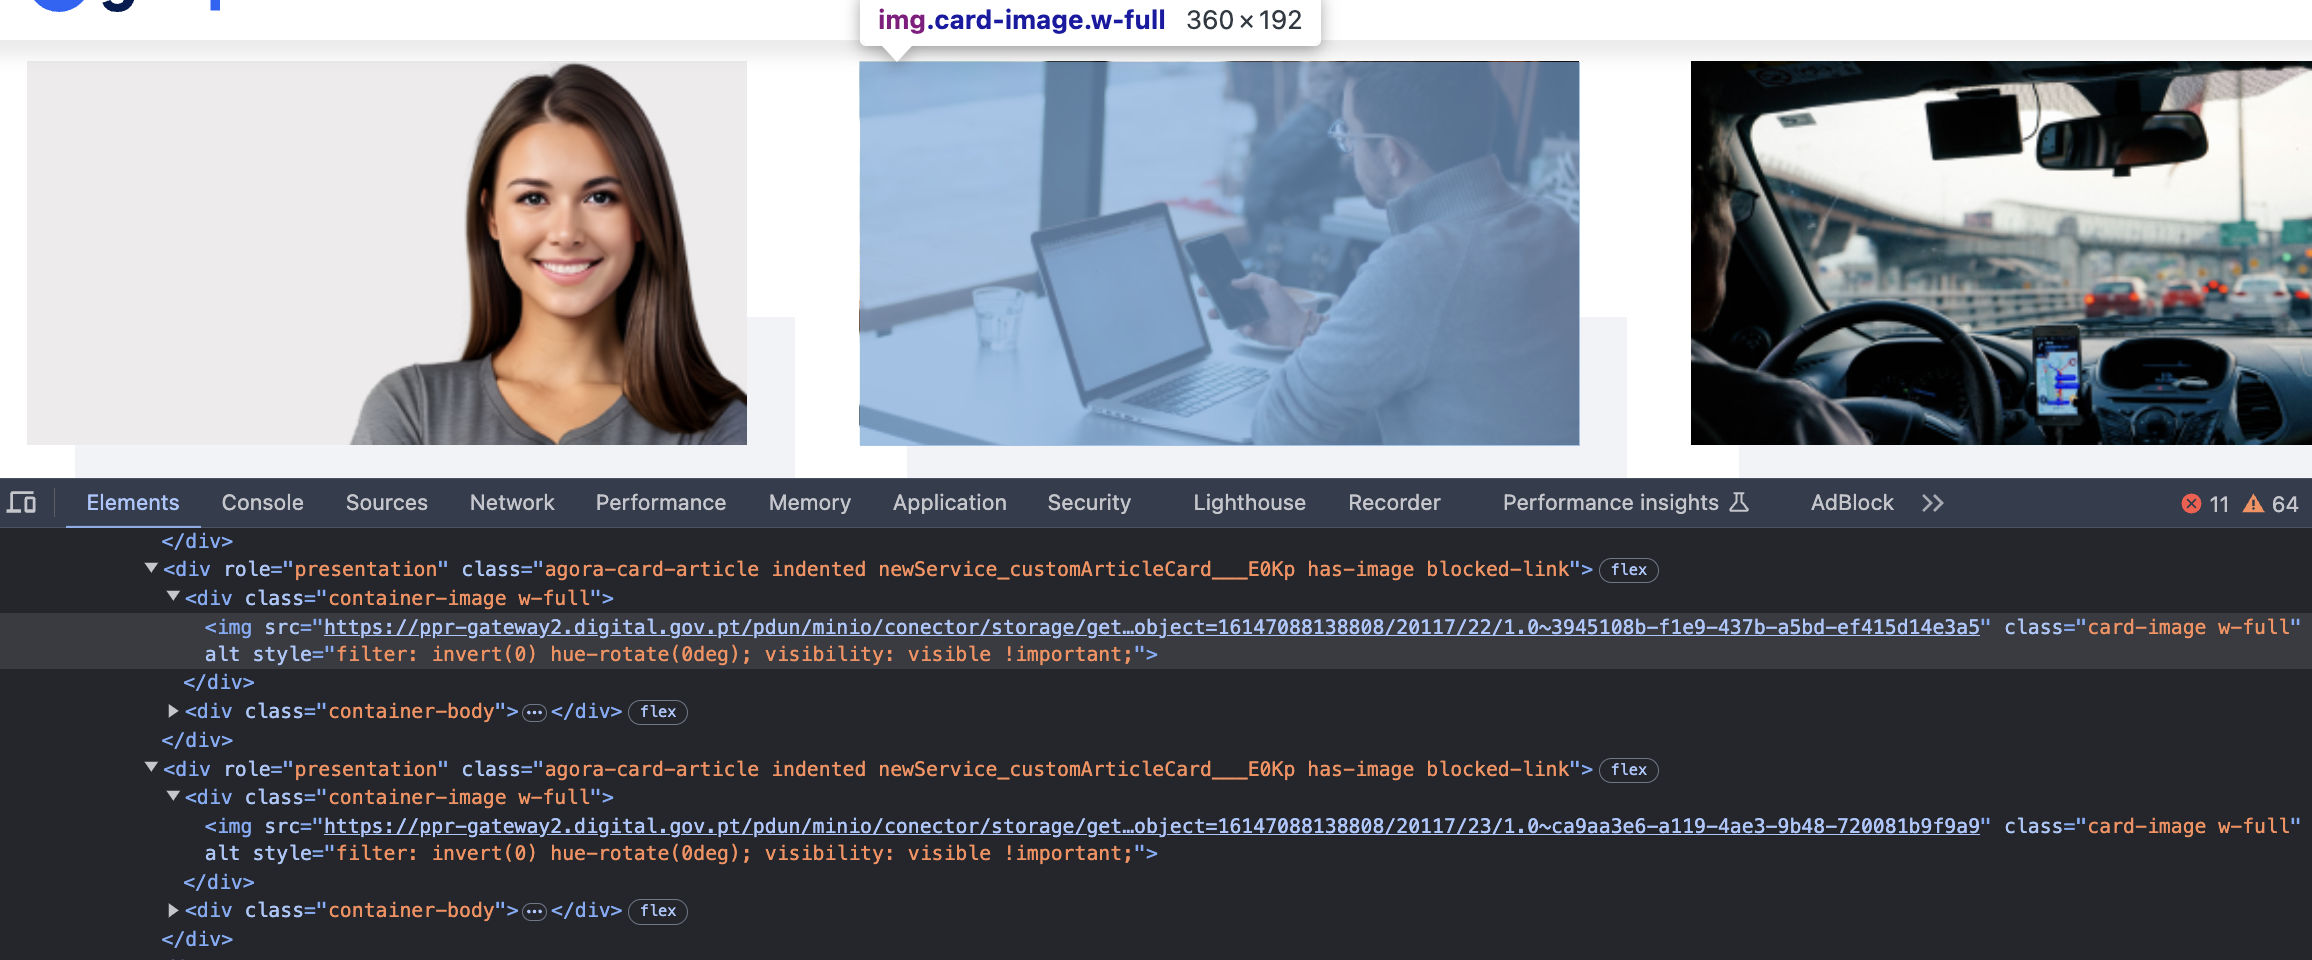 img.card-image.w-full 360 × 192
Elements Console Sources Network Performance Memory Application Security Lighthouse Recorder Performance insights AdBlock 11 64
</div>
<div role="presentation" class="agora-card-article indented newService_customArticleCard___E0Kp has-image blocked-link"> flex
<div class="container-image w-full">
<img src="https://ppr-gateway2.digital.gov.pt/pdun/minio/conector/storage/get…object=16147088138808/20117/22/1.0~3945108b-f1e9-437b-a5bd-ef415d14e3a5" class="card-image w-full"
alt style="filter: invert(0) hue-rotate(0deg); visibility: visible !important;">
</div>
<div class="container-body">…</div> flex
</div>
<div role="presentation" class="agora-card-article indented newService_customArticleCard___E0Kp has-image blocked-link"> flex
<div class="container-image w-full">
<img src="https://ppr-gateway2.digital.gov.pt/pdun/minio/conector/storage/get…object=16147088138808/20117/23/1.0~ca9aa3e6-a119-4ae3-9b48-720081b9f9a9" class="card-image w-full"
alt style="filter: invert(0) hue-rotate(0deg); visibility: visible !important;">
</div>
<div class="container-body">…</div> flex
</div>